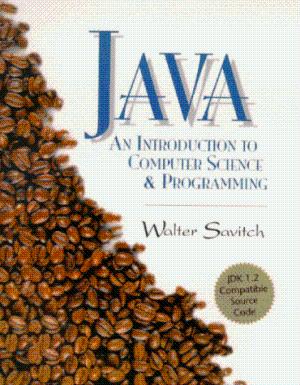 JAVA
AN INTRODUCTION TO
COMPUTER SCIENCE
& PROGRAMMING
Walter Savitch
JDK 1.2
Compatible
Source
Code